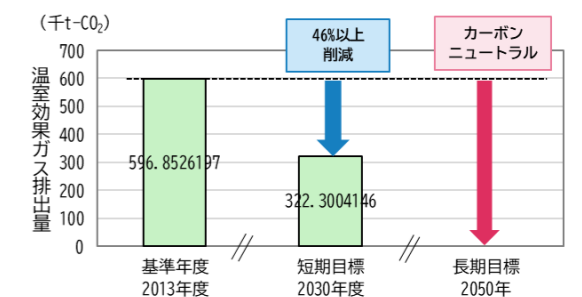 (千t-CO₂)
46%以上
削減
カーボン
ニュートラル
温室効果ガス排出量
700
600
500
400
300
200
100
0
596.8526197
322.3004146
基準年度
2013年度
短期目標
2030年度
長期目標
2050年